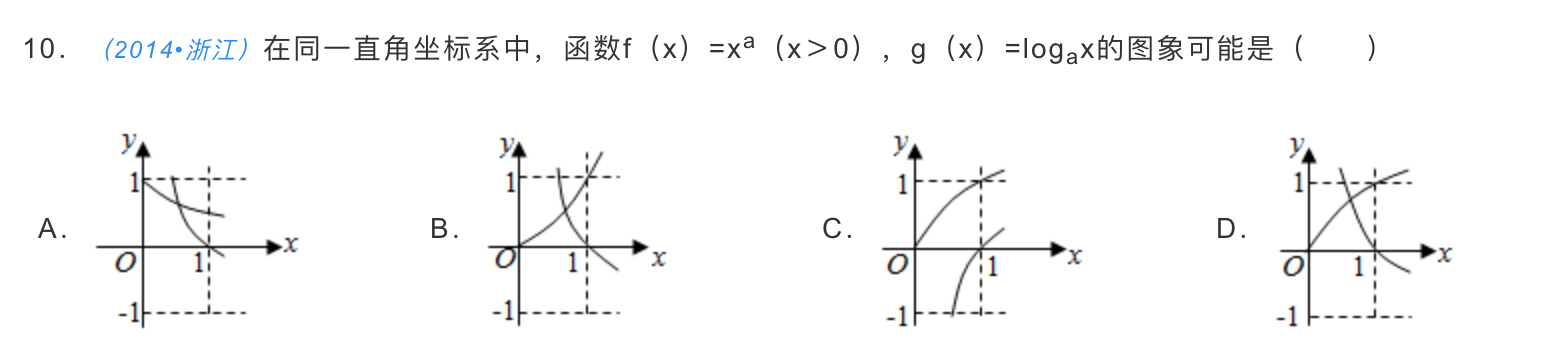 10. (2014•浙江)在同一直角坐标系中，函数f（x）=xᵃ（x＞0），g（x）=logₐx的图象可能是（　　）
A. y 1 O 1 x -1
B. y 1 O 1 x -1
C. y 1 O 1 x -1
D. y 1 O 1 x -1